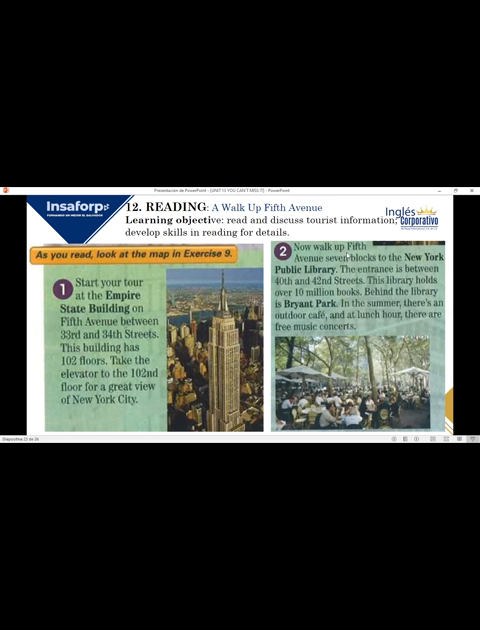 Presentación de PowerPoint - [UNIT 13 YOU CAN'T MISS IT] - PowerPoint
Insaforp
12. READING: A Walk Up Fifth Avenue
Learning objective: read and discuss tourist information;
develop skills in reading for details.
Inglés
Corporativo
As you read, look at the map in Exercise 9.
1 Start your tour
at the Empire
State Building on
Fifth Avenue between
33rd and 34th Streets.
This building has
102 floors. Take the
elevator to the 102nd
floor for a great view
of New York City.
2 Now walk up Fifth
Avenue seven blocks to the New York
Public Library. The entrance is between
40th and 42nd Streets. This library holds
over 10 million books. Behind the library
is Bryant Park. In the summer, there's an
outdoor café, and at lunch hour, there are
free music concerts.